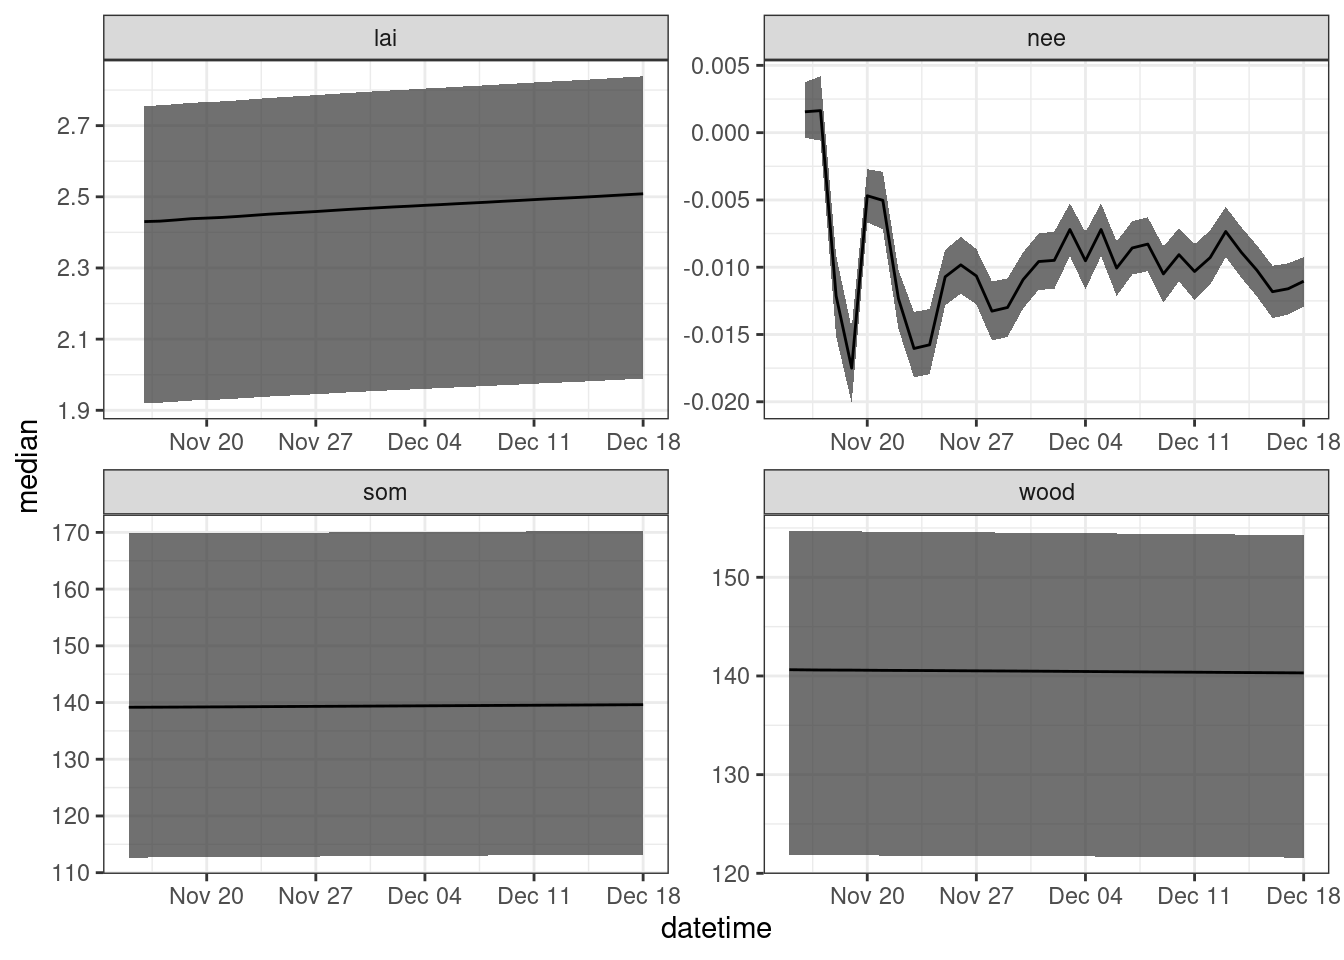 lai
nee
2.7
2.5
2.3
2.1
1.9
0.005
0.000
-0.005
-0.010
-0.015
-0.020
Nov 20 Nov 27 Dec 04 Dec 11 Dec 18
Nov 20 Nov 27 Dec 04 Dec 11 Dec 18
median
som
wood
170
160
150
140
130
120
110
150
140
130
120
Nov 20 Nov 27 Dec 04 Dec 11 Dec 18
Nov 20 Nov 27 Dec 04 Dec 11 Dec 18
datetime